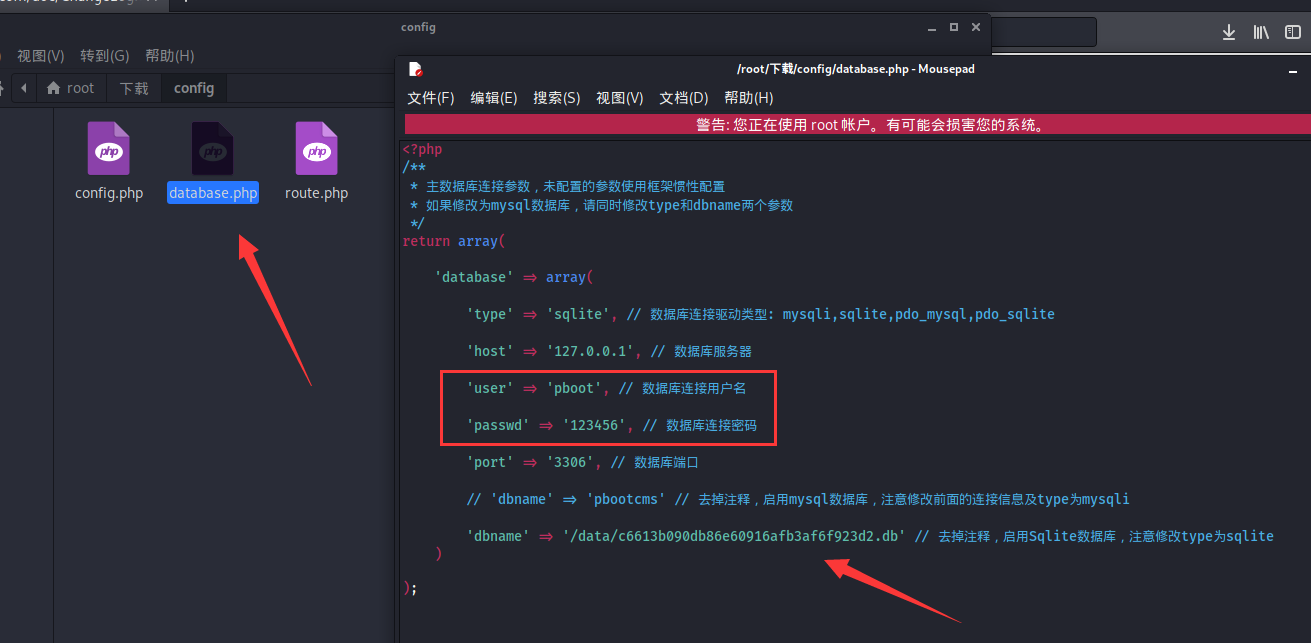 config
视图(V) 转到(G) 帮助(H)
root 下载 config
config.php database.php route.php
/root/下载/config/database.php - Mousepad
文件(F) 编辑(E) 搜索(S) 视图(V) 文档(D) 帮助(H)
警告: 您正在使用 root 帐户。有可能会损害您的系统。
<?php
/**
* 主数据库连接参数，未配置的参数使用框架惯性配置
* 如果修改为mysql数据库，请同时修改type和dbname两个参数
*/
return array(
'database' => array(
'type' => 'sqlite', // 数据库连接驱动类型: mysqli,sqlite,pdo_mysql,pdo_sqlite
'host' => '127.0.0.1', // 数据库服务器
'user' => 'pboot', // 数据库连接用户名
'passwd' => '123456', // 数据库连接密码
'port' => '3306', // 数据库端口
// 'dbname' => 'pbootcms' // 去掉注释，启用mysql数据库，注意修改前面的连接信息及type为mysqli
'dbname' => '/data/c6613b090db86e60916afb3af6f923d2.db' // 去掉注释，启用Sqlite数据库，注意修改type为sqlite
)
);